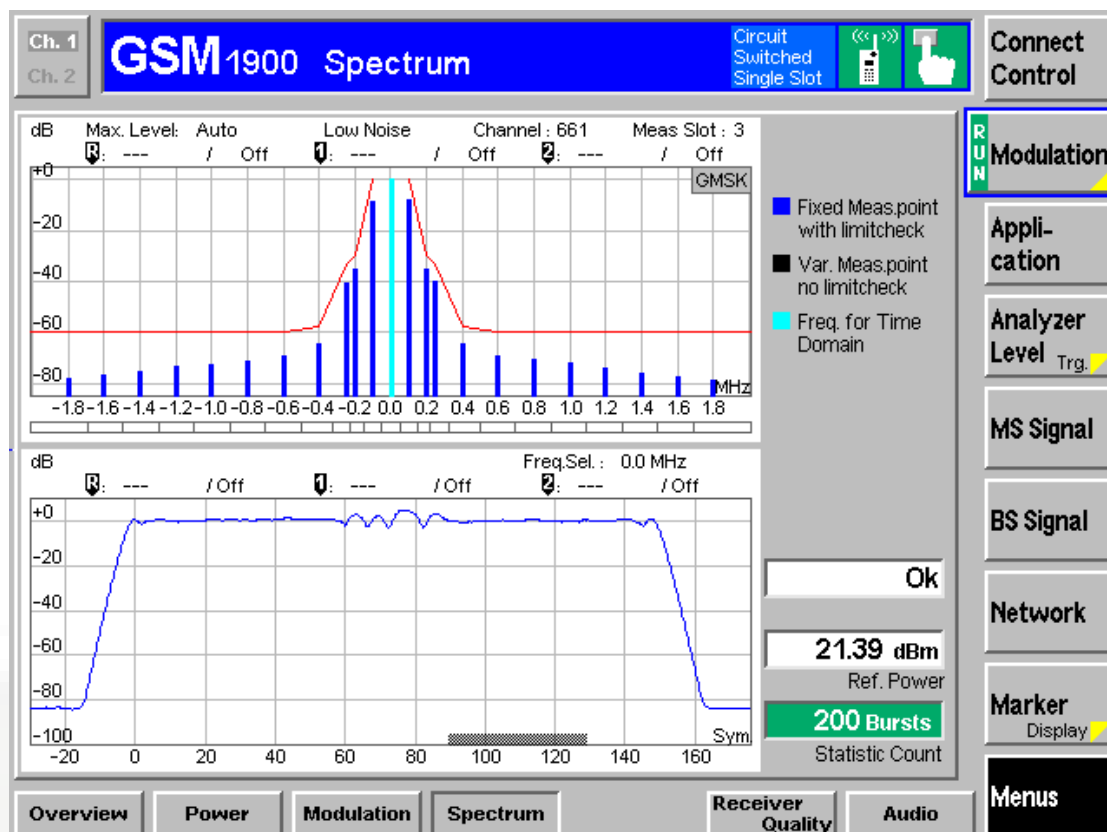 Ch. 1
Ch. 2
GSM 1900 Spectrum
Circuit
Switched
Single Slot
Connect
Control
dB Max. Level: Auto Low Noise Channel : 661 Meas Slot : 3
R: --- / Off 1: --- / Off 2: --- / Off
GMSK
+0
-20
-40
-60
-80
MHz
-1.8 -1.6 -1.4 -1.2 -1.0 -0.8 -0.6 -0.4 -0.2 0.0 0.2 0.4 0.6 0.8 1.0 1.2 1.4 1.6 1.8
Fixed Meas.point
with limitcheck
Var. Meas.point
no limitcheck
Freq. for Time
Domain
dB Freq.Sel. : 0.0 MHz
R: --- / Off 1: --- / Off 2: --- / Off
+0
-20
-40
-60
-80
-100
Sym
-20 0 20 40 60 80 100 120 140 160
Ok
21.39 dBm
Ref. Power
200 Bursts
Statistic Count
RUN
Modulation
Appli-
cation
Analyzer
Level Trg.
MS Signal
BS Signal
Network
Marker
Display
Menus
Overview Power Modulation Spectrum Receiver Quality Audio